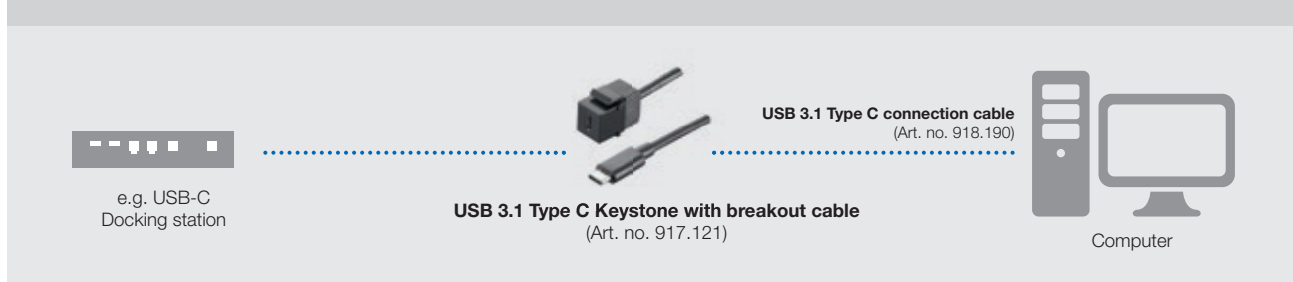 USB 3.1 Type C connection cable
(Art. no. 918.190)
e.g. USB-C
Docking station
USB 3.1 Type C Keystone with breakout cable
(Art. no. 917.121)
Computer